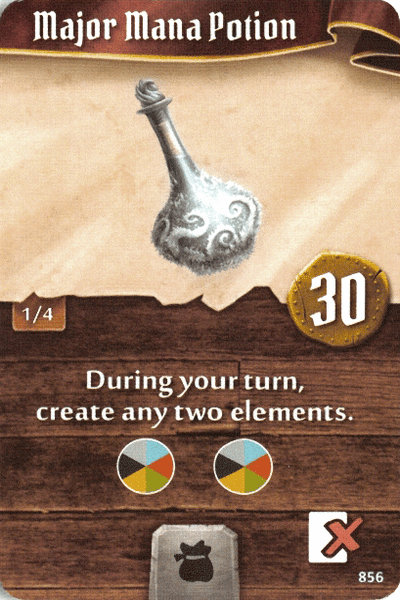 Major Mana Potion
30
1/4
During your turn,
create any two elements.
856